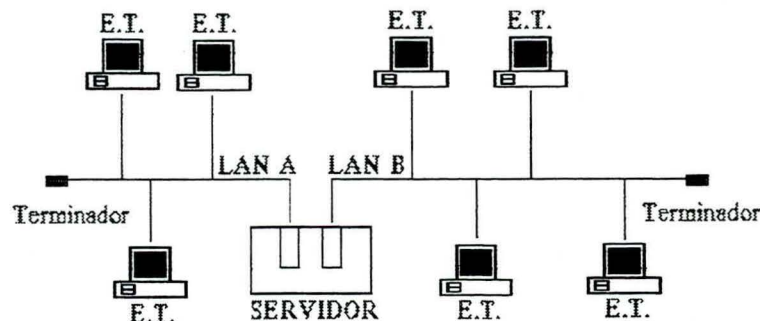 E.T. E.T. E.T. E.T.
LAN A LAN B
Terminador Terminador
E.T. SERVIDOR E.T. E.T.